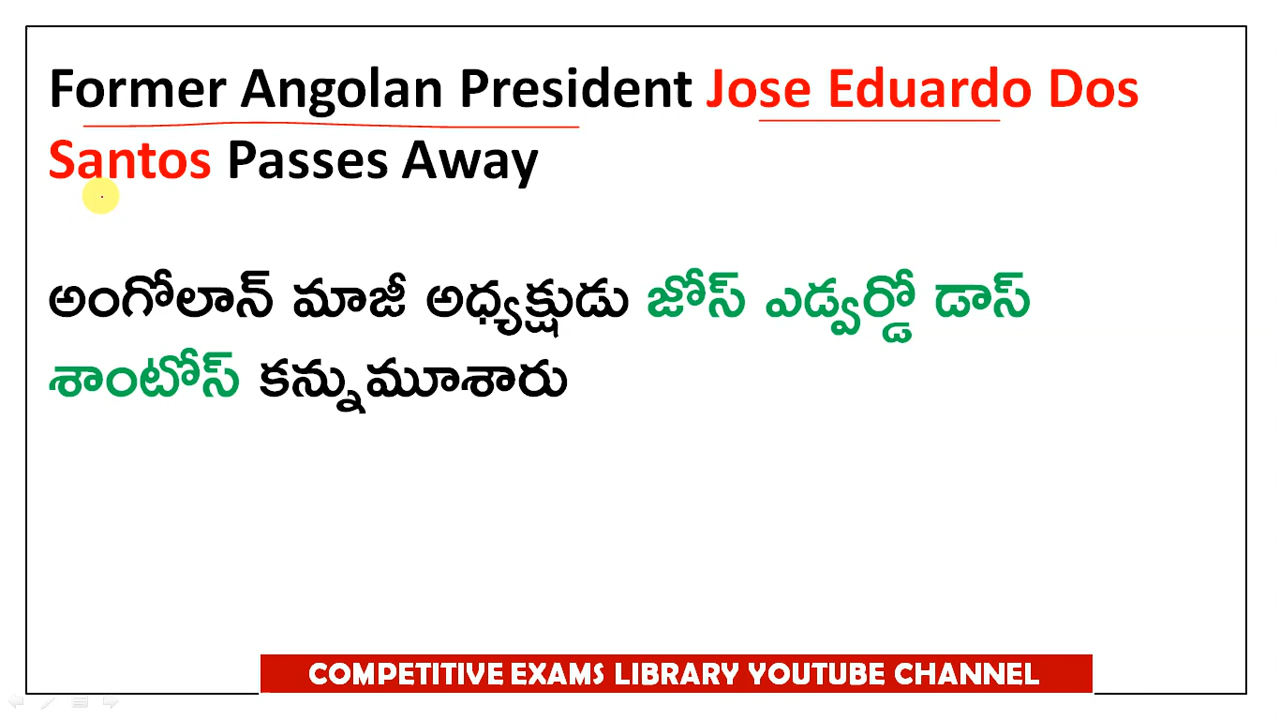 Former Angolan President Jose Eduardo Dos
Santos Passes Away
అంగోలాన్ మాజీ అధ్యక్షుడు జోస్ ఎడ్వర్డో డాస్
శాంటోస్ కన్నుమూశారు
COMPETITIVE EXAMS LIBRARY YOUTUBE CHANNEL